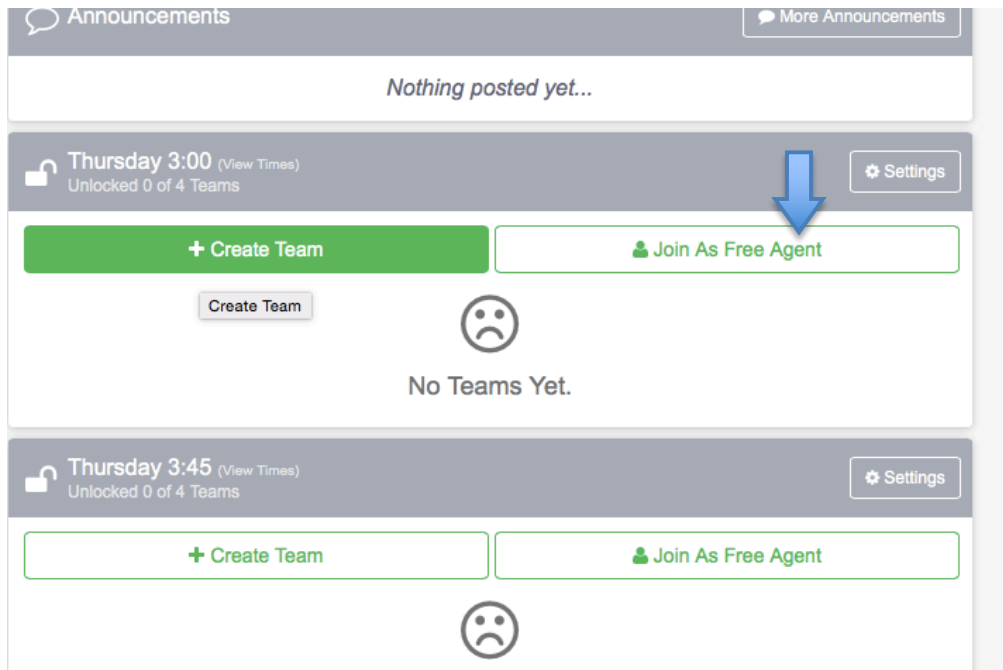 Announcements
More Announcements
Nothing posted yet...
Thursday 3:00 (View Times)
Unlocked 0 of 4 Teams
Settings
+ Create Team
Join As Free Agent
Create Team
No Teams Yet.
Thursday 3:45 (View Times)
Unlocked 0 of 4 Teams
Settings
+ Create Team
Join As Free Agent